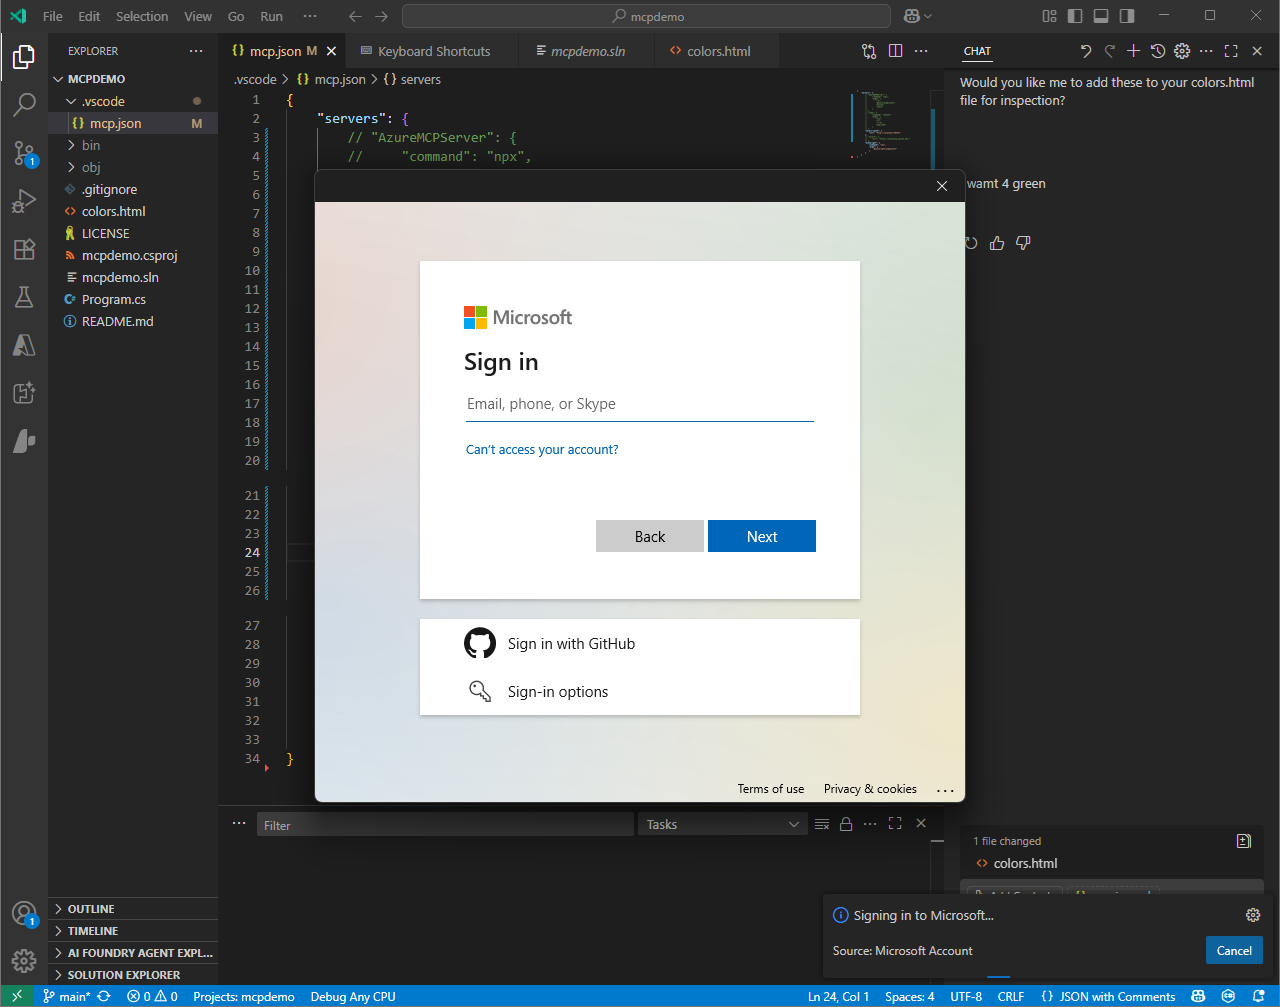 File Edit Selection View Go Run ··· mcpdemo
EXPLORER ···
MCPDEMO
.vscode
{} mcp.json M
bin
obj
.gitignore
<> colors.html
LICENSE
mcpdemo.csproj
mcpdemo.sln
C# Program.cs
README.md
OUTLINE
TIMELINE
AI FOUNDRY AGENT EXPL...
SOLUTION EXPLORER
1
1
{} mcp.json M Keyboard Shortcuts mcpdemo.sln <> colors.html ···
.vscode > {} mcp.json > {} servers
1 {
2 "servers": {
3 // "AzureMCPServer": {
4 // "command": "npx",
5
6
7
8
9
10
11
12
13
14
15
16
17
18
19
20
21
22
23
24
25
26
27
28
29
30
31
32
33
34 }
Microsoft
Sign in
Email, phone, or Skype
Can't access your account?
Back Next
Sign in with GitHub
Sign-in options
Terms of use Privacy & cookies ...
··· Filter Tasks ···
CHAT ···
Would you like me to add these to your colors.html
file for inspection?
wamt 4 green
1 file changed
<> colors.html
Signing in to Microsoft...
Source: Microsoft Account Cancel
main* 0 0 Projects: mcpdemo Debug Any CPU Ln 24, Col 1 Spaces: 4 UTF-8 CRLF {} JSON with Comments